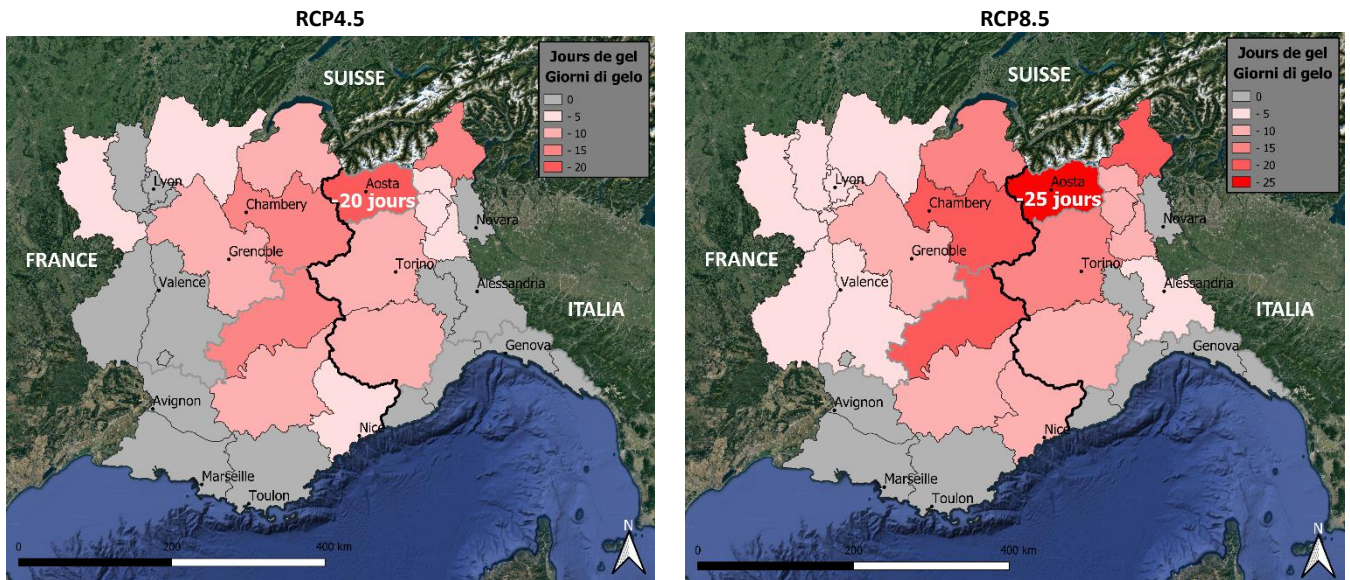 RCP4.5
Jours de gel
Giorni di gelo
0
- 5
- 10
- 15
- 20
SUISSE
Lyon
Aosta
-20 jours
Chambery
Novara
Grenoble
FRANCE
Torino
Valence
Alessandria
ITALIA
Genova
Avignon
Nice
Marseille
Toulon
N
0
200
400 km
RCP8.5
Jours de gel
Giorni di gelo
0
- 5
- 10
- 15
- 20
- 25
SUISSE
Lyon
Aosta
-25 jours
Chambery
Novara
Grenoble
FRANCE
Torino
Valence
Alessandria
ITALIA
Genova
Avignon
Nice
Marseille
Toulon
N
0
200
400 km